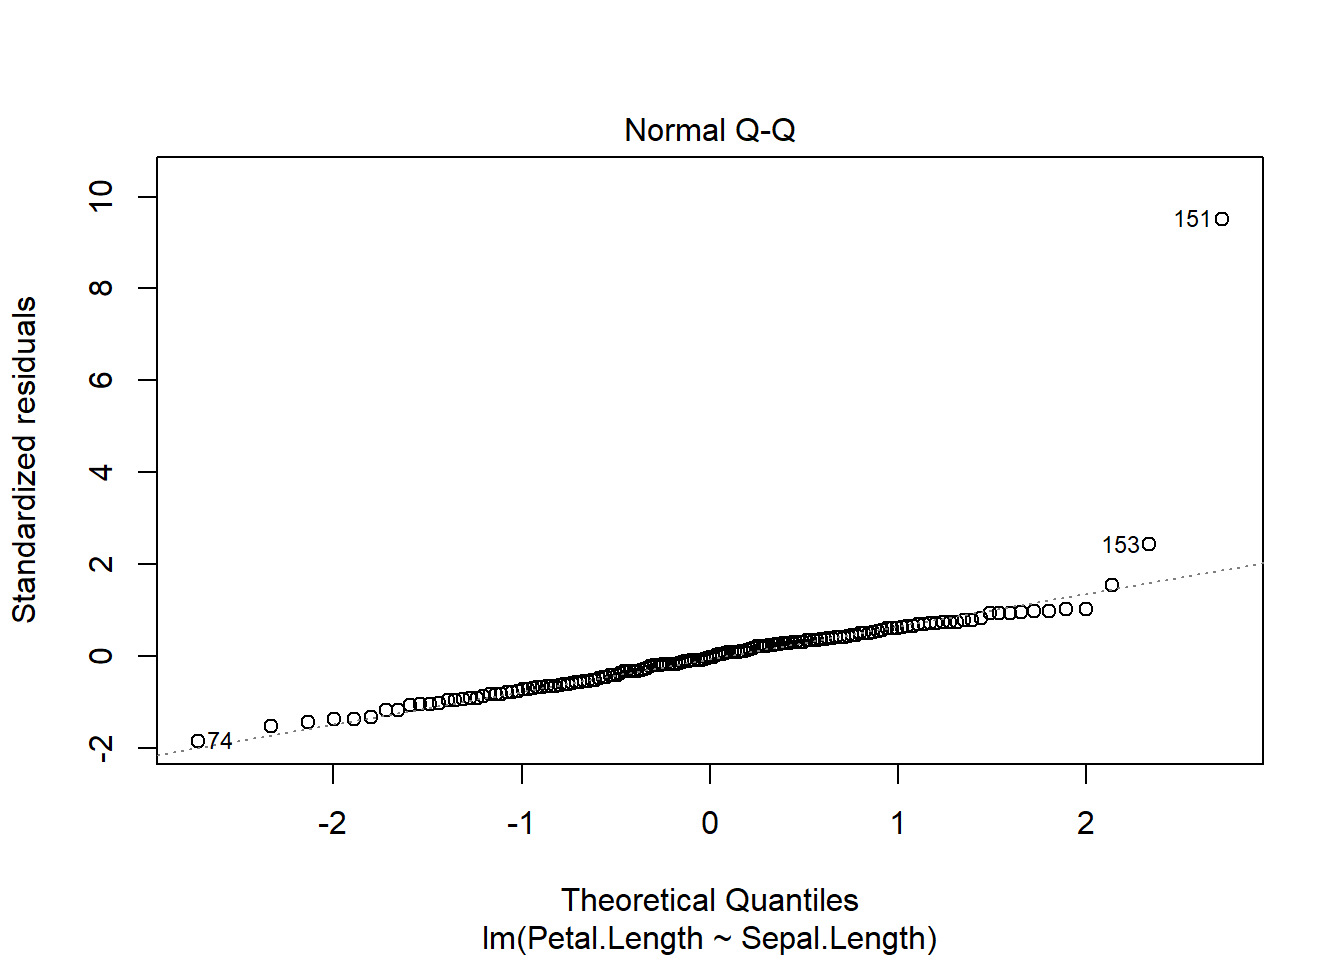 Normal Q-Q
10
8
6
4
2
0
-2
Standardized residuals
151
153
74
-2 -1 0 1 2
Theoretical Quantiles
lm(Petal.Length ~ Sepal.Length)